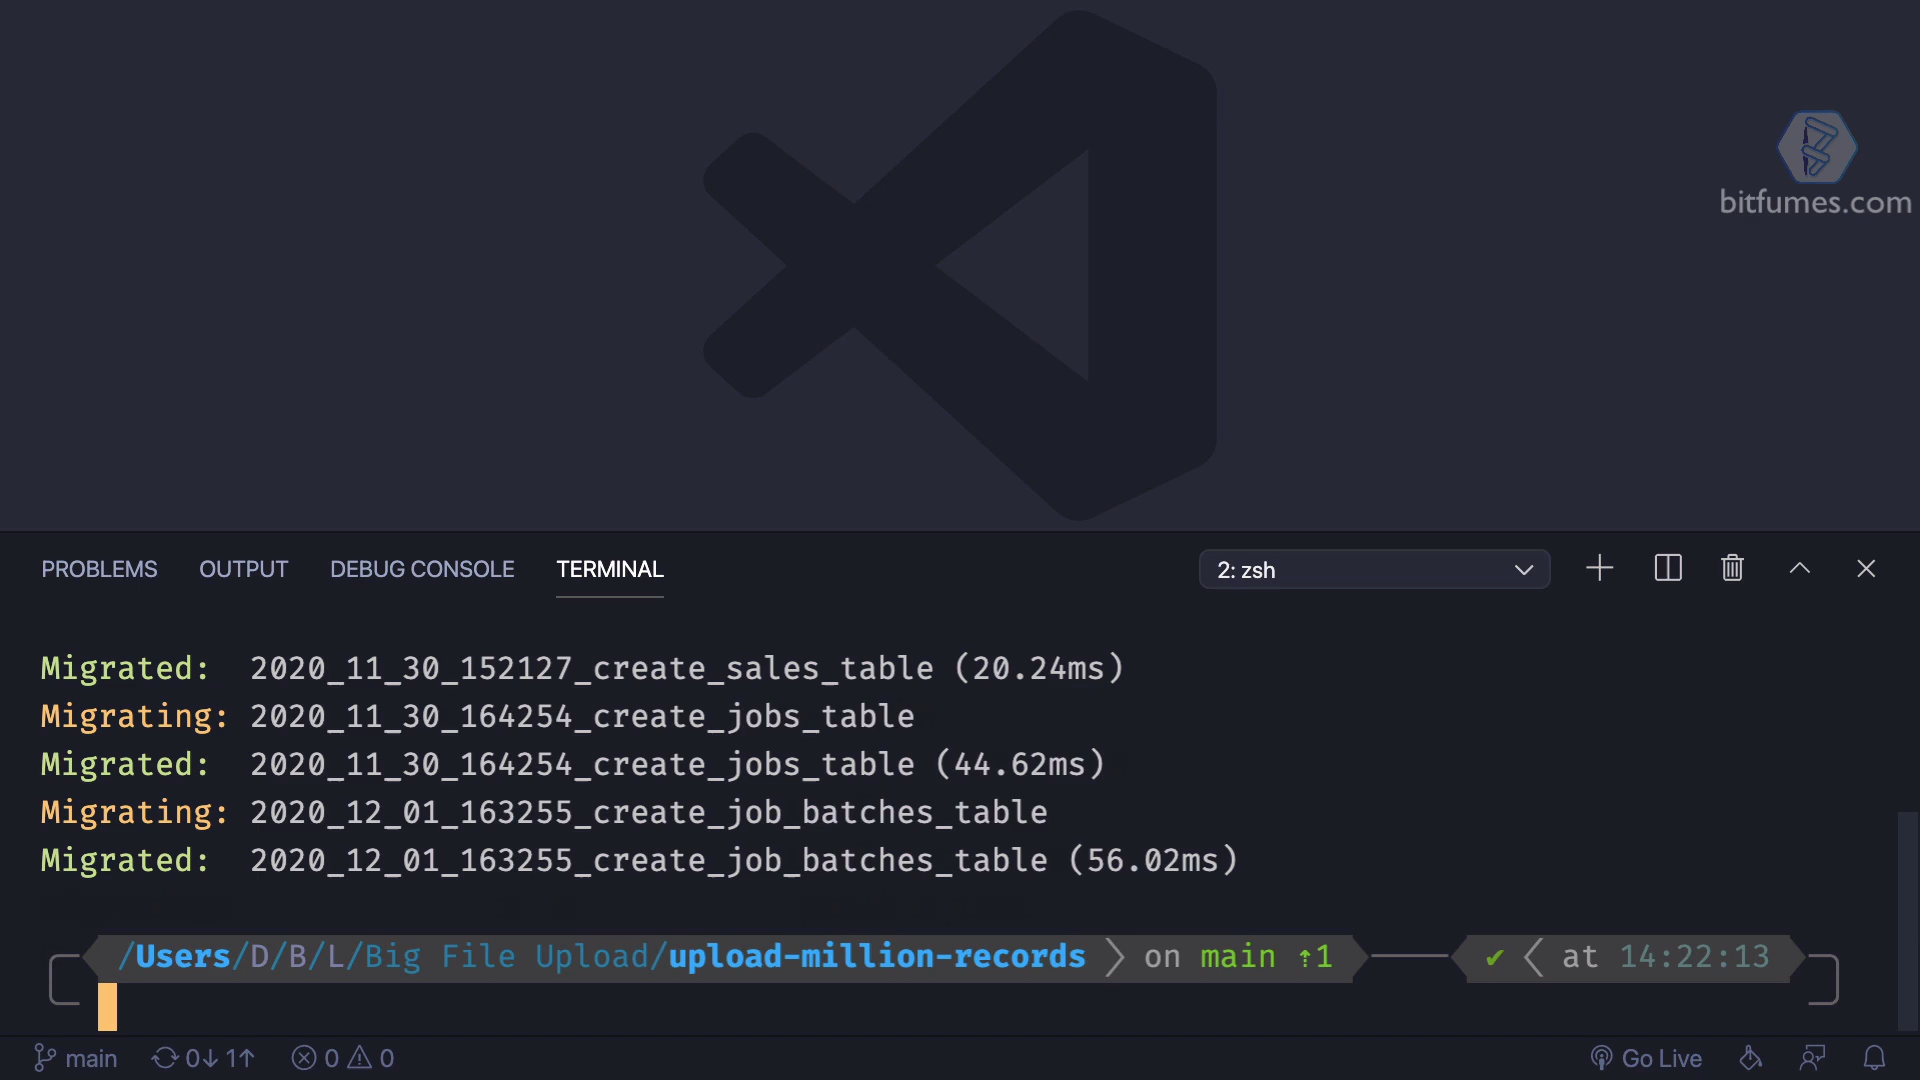 bitfumes.com
PROBLEMS OUTPUT DEBUG CONSOLE TERMINAL 2: zsh
Migrated: 2020_11_30_152127_create_sales_table (20.24ms)
Migrating: 2020_11_30_164254_create_jobs_table
Migrated: 2020_11_30_164254_create_jobs_table (44.62ms)
Migrating: 2020_12_01_163255_create_job_batches_table
Migrated: 2020_12_01_163255_create_job_batches_table (56.02ms)
/Users/D/B/L/Big File Upload/upload-million-records on main ⇡1 ✔ at 14:22:13
main 0↓ 1↑ 0 0 Go Live